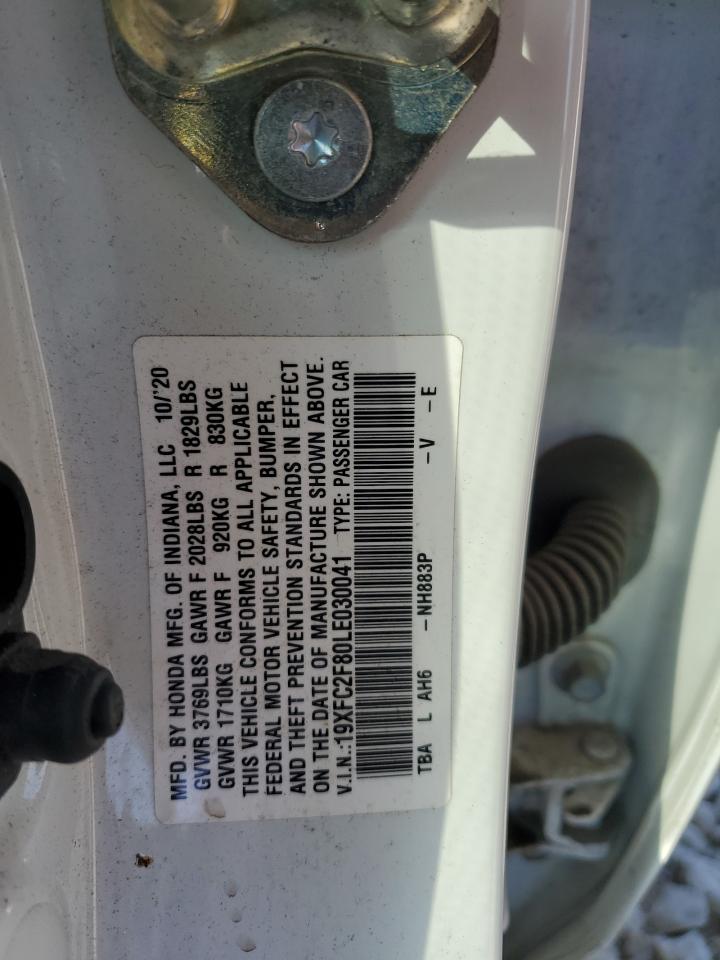 MFD. BY HONDA MFG. OF INDIANA, LLC 10/'20
GVWR 3769LBS GAWR F 2028LBS R 1829LBS
GVWR 1710KG GAWR F 920KG R 830KG
THIS VEHICLE CONFORMS TO ALL APPLICABLE
FEDERAL MOTOR VEHICLE SAFETY, BUMPER,
AND THEFT PREVENTION STANDARDS IN EFFECT
ON THE DATE OF MANUFACTURE SHOWN ABOVE.
V.I.N.:19XFC2F80LE030041 TYPE: PASSENGER CAR
TBA L AH6 –NH883P –V –E